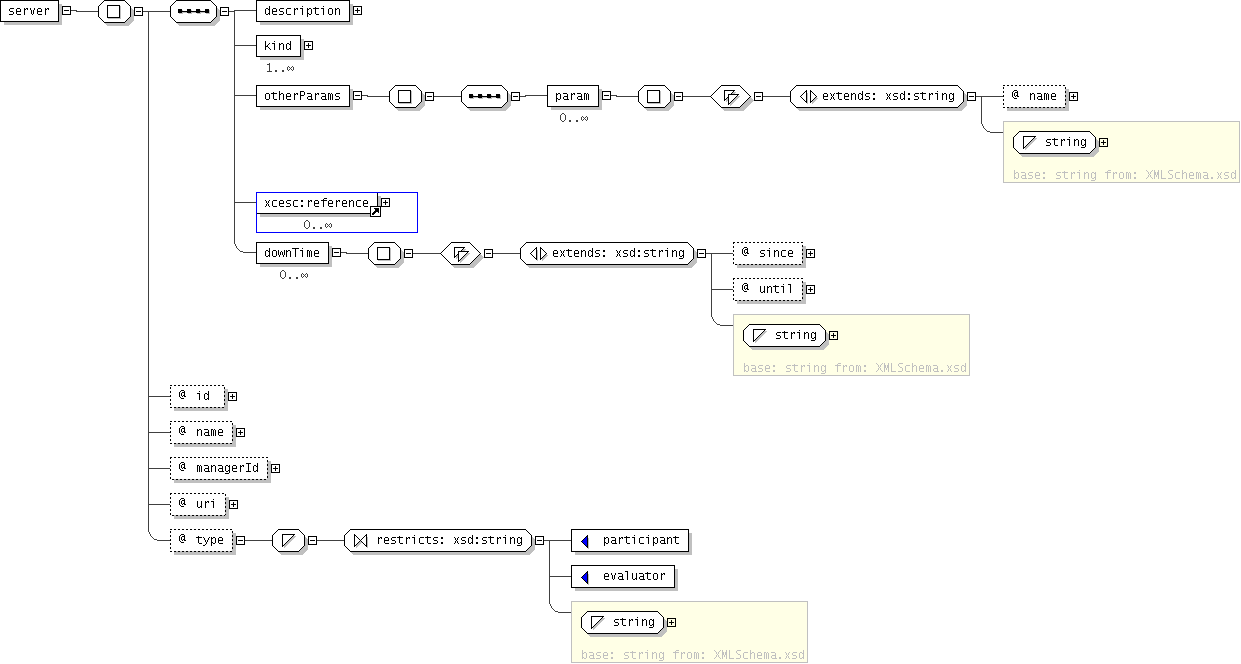 server
description
kind
1..∞
otherParams
param
0..∞
extends: xsd:string
@ name
string
base: string from: XMLSchema.xsd
xcesc:reference
0..∞
downTime
0..∞
extends: xsd:string
@ since
@ until
string
base: string from: XMLSchema.xsd
@ id
@ name
@ managerId
@ uri
@ type
restricts: xsd:string
participant
evaluator
string
base: string from: XMLSchema.xsd